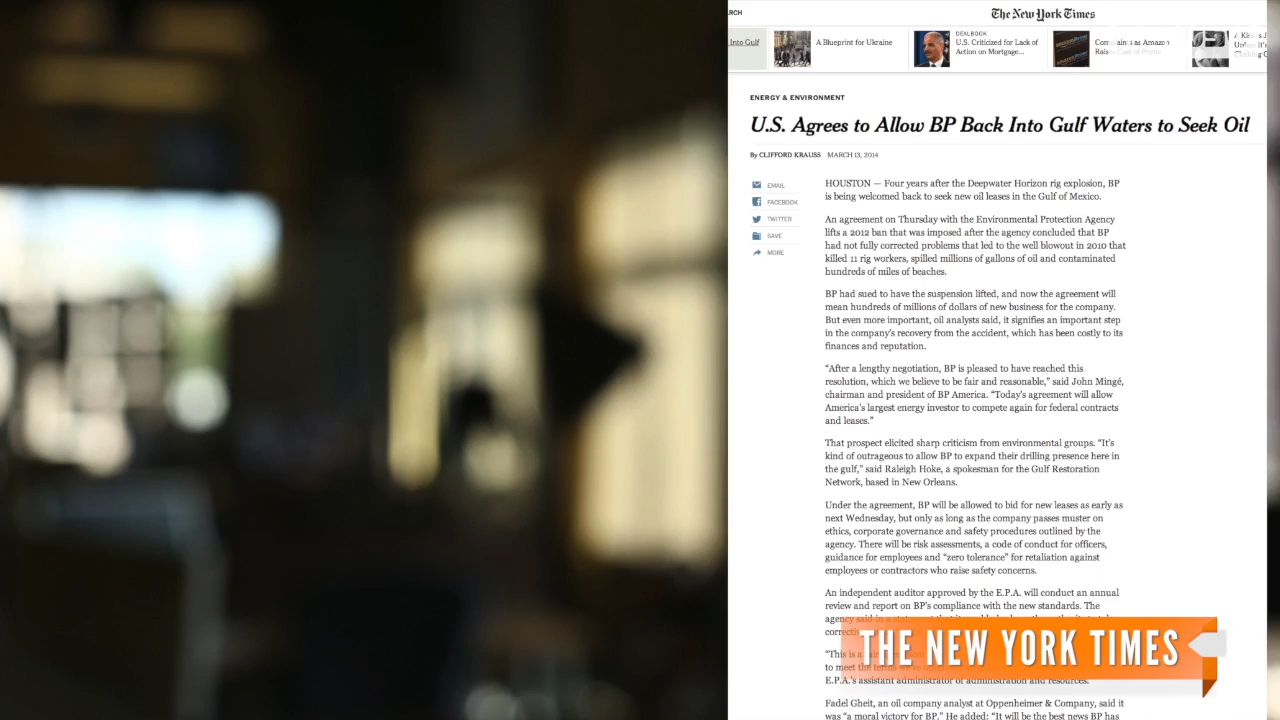 RCH
The New York Times
Into Gulf
A Blueprint for Ukraine
DEALBOOK
U.S. Criticized for Lack of
Action on Mortgage...
Complaints as Amazon
Raises Cost of Prime
ENERGY & ENVIRONMENT
U.S. Agrees to Allow BP Back Into Gulf Waters to Seek Oil
By CLIFFORD KRAUSS MARCH 13, 2014
EMAIL
FACEBOOK
TWITTER
SAVE
MORE
HOUSTON — Four years after the Deepwater Horizon rig explosion, BP
is being welcomed back to seek new oil leases in the Gulf of Mexico.
An agreement on Thursday with the Environmental Protection Agency
lifts a 2012 ban that was imposed after the agency concluded that BP
had not fully corrected problems that led to the well blowout in 2010 that
killed 11 rig workers, spilled millions of gallons of oil and contaminated
hundreds of miles of beaches.
BP had sued to have the suspension lifted, and now the agreement will
mean hundreds of millions of dollars of new business for the company.
But even more important, oil analysts said, it signifies an important step
in the company's recovery from the accident, which has been costly to its
finances and reputation.
“After a lengthy negotiation, BP is pleased to have reached this
resolution, which we believe to be fair and reasonable,” said John Mingé,
chairman and president of BP America. “Today's agreement will allow
America's largest energy investor to compete again for federal contracts
and leases.”
That prospect elicited sharp criticism from environmental groups. “It's
kind of outrageous to allow BP to expand their drilling presence here in
the gulf,” said Raleigh Hoke, a spokesman for the Gulf Restoration
Network, based in New Orleans.
Under the agreement, BP will be allowed to bid for new leases as early as
next Wednesday, but only as long as the company passes muster on
ethics, corporate governance and safety procedures outlined by the
agency. There will be risk assessments, a code of conduct for officers,
guidance for employees and “zero tolerance” for retaliation against
employees or contractors who raise safety concerns.
An independent auditor approved by the E.P.A. will conduct an annual
review and report on BP's compliance with the new standards. The
agency said in a
THE NEW YORK TIMES
“This is a
to meet the terms
E.P.A.'s assistant administrator of administration and resources.
Fadel Gheit, an oil company analyst at Oppenheimer & Company, said it
was “a moral victory for BP.” He added: “It will be the best news BP has